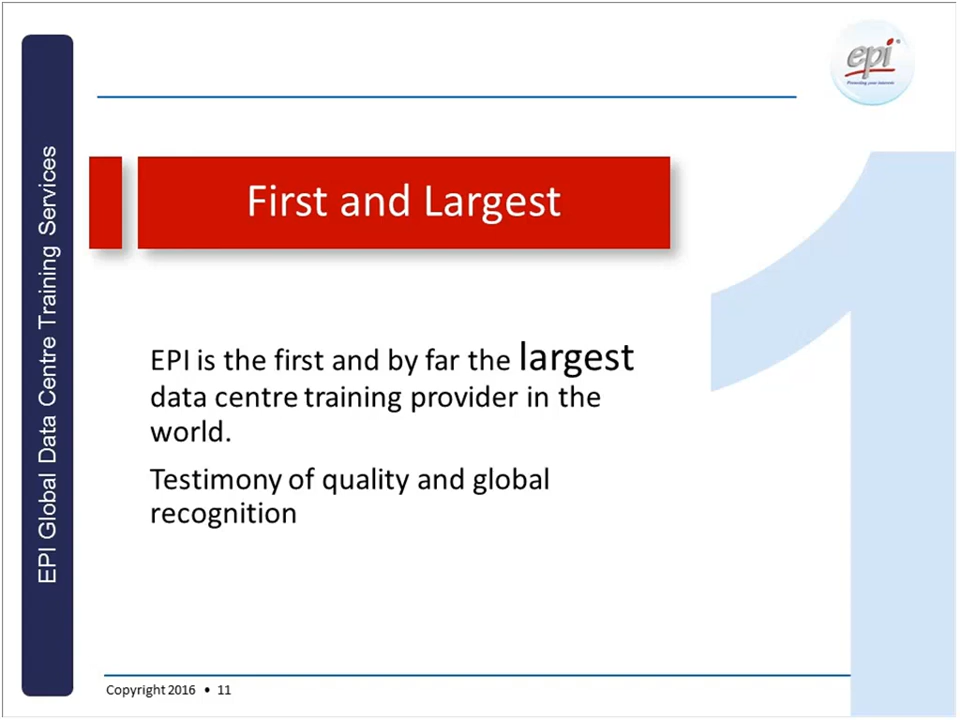 EPI Global Data Centre Training Services
epi
First and Largest
1
EPI is the first and by far the largest
data centre training provider in the
world.
Testimony of quality and global
recognition
Copyright 2016 • 11